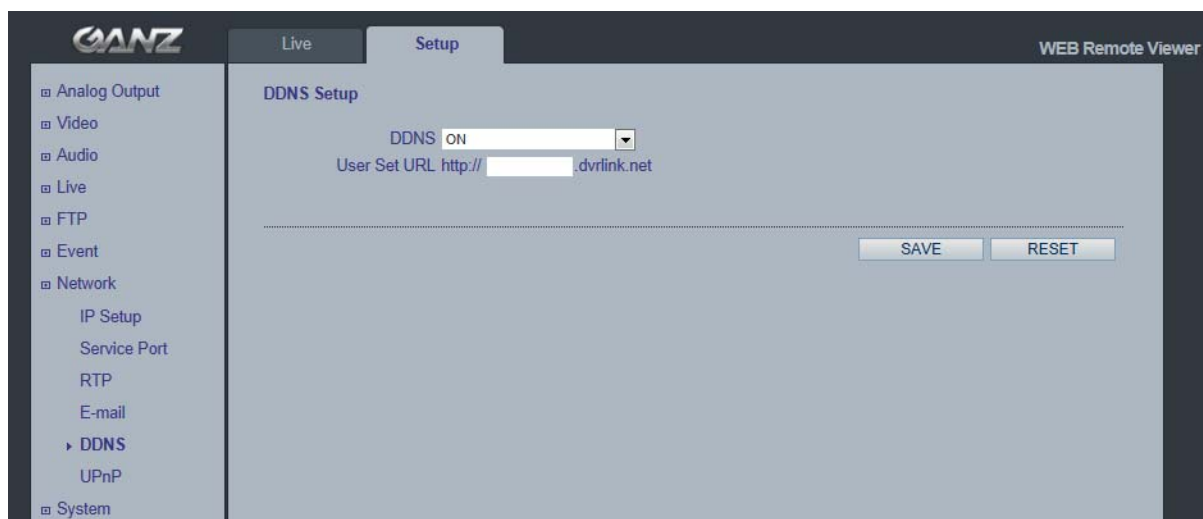 GANZ
Live
Setup
WEB Remote Viewer
Analog Output
Video
Audio
Live
FTP
Event
Network
IP Setup
Service Port
RTP
E-mail
DDNS
UPnP
System
DDNS Setup
DDNS ON
User Set URL http:// .dvrlink.net
SAVE
RESET